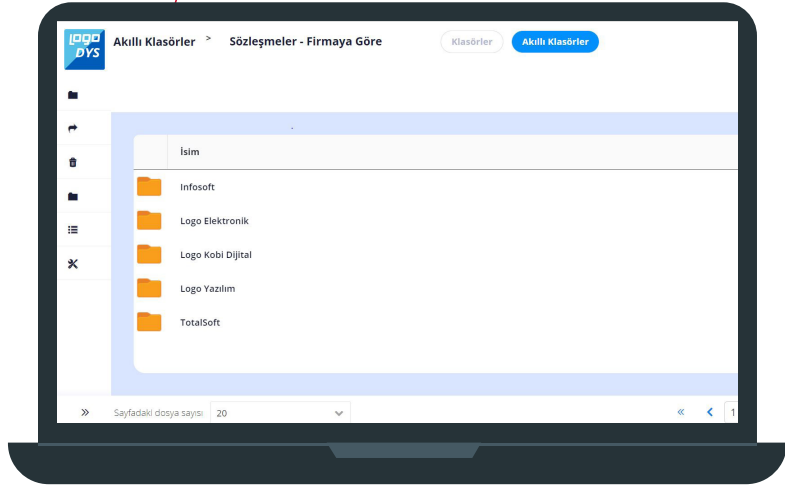 LOGO
DYS
Akıllı Klasörler > Sözleşmeler - Firmaya Göre Klasörler Akıllı Klasörler
İsim
Infosoft
Logo Elektronik
Logo Kobi Dijital
Logo Yazılım
TotalSoft
Sayfadaki dosya sayısı 20 « < 1